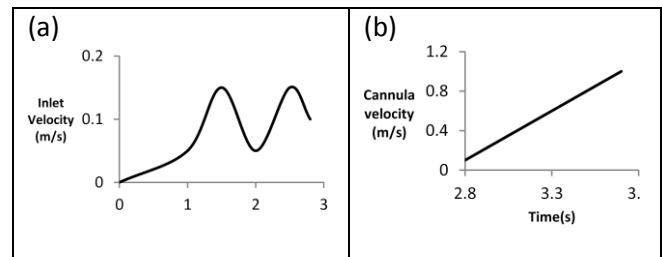 (a)
0.2
0.1
0
Inlet
Velocity
(m/s)
0 1 2 3
(b)
1.2
0.8
0.4
0
Cannula
velocity
(m/s)
2.8 3.3 3.
Time(s)